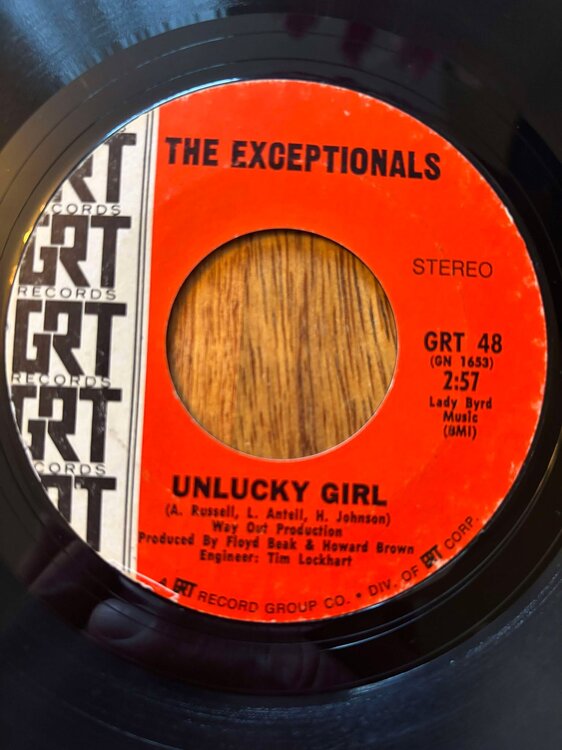 THE EXCEPTIONALS
GRT
RECORDS
GRT
RECORDS
GRT
RECORDS
GRT
RECORDS
STEREO
GRT 48
(GN 1653)
2:57
Lady Byrd
Music
(BMI)
UNLUCKY GIRL
(A. Russell, L. Antell, H. Johnson)
Way Out Production
Produced By Floyd Beak & Howard Brown
Engineer: Tim Lockhart
A GRT RECORD GROUP CO. • DIV. OF GRT CORP.